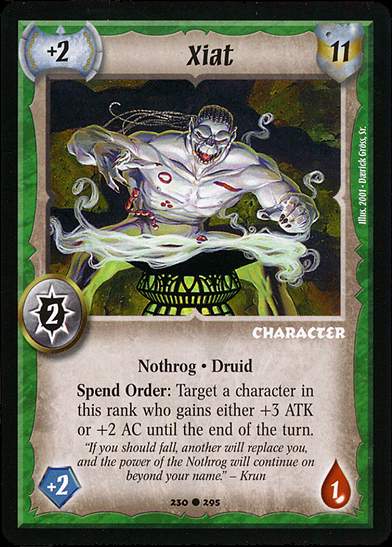 +2
Xiat
11
Illus. 2001 - Derrick Gross, Sr.
2
CHARACTER
Nothrog • Druid
Spend Order: Target a character in
this rank who gains either +3 ATK
or +2 AC until the end of the turn.
"If you should fall, another will replace you,
and the power of the Nothrog will continue on
beyond your name." – Krun
+2
230 ● 295
1